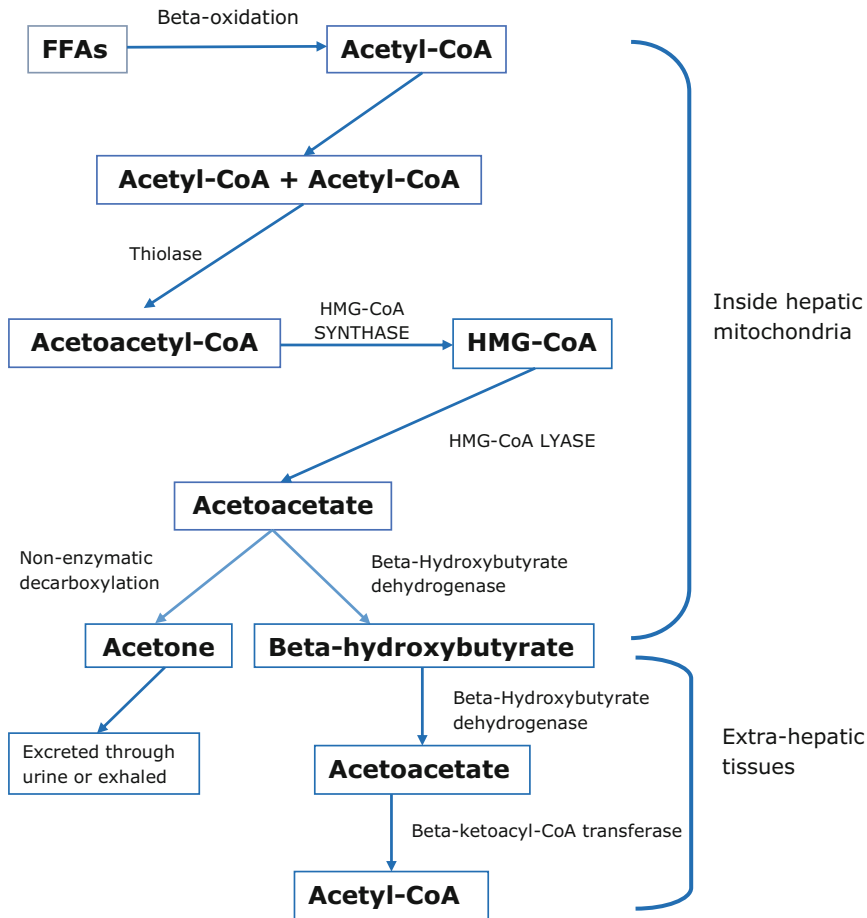 Beta-oxidation
FFAs
Acetyl-CoA
Acetyl-CoA + Acetyl-CoA
Thiolase
Acetoacetyl-CoA
HMG-CoA
SYNTHASE
HMG-CoA
Inside hepatic
mitochondria
HMG-CoA LYASE
Acetoacetate
Non-enzymatic
decarboxylation
Beta-Hydroxybutyrate
dehydrogenase
Acetone
Beta-hydroxybutyrate
Beta-Hydroxybutyrate
dehydrogenase
Excreted through
urine or exhaled
Acetoacetate
Extra-hepatic
tissues
Beta-ketoacyl-CoA transferase
Acetyl-CoA